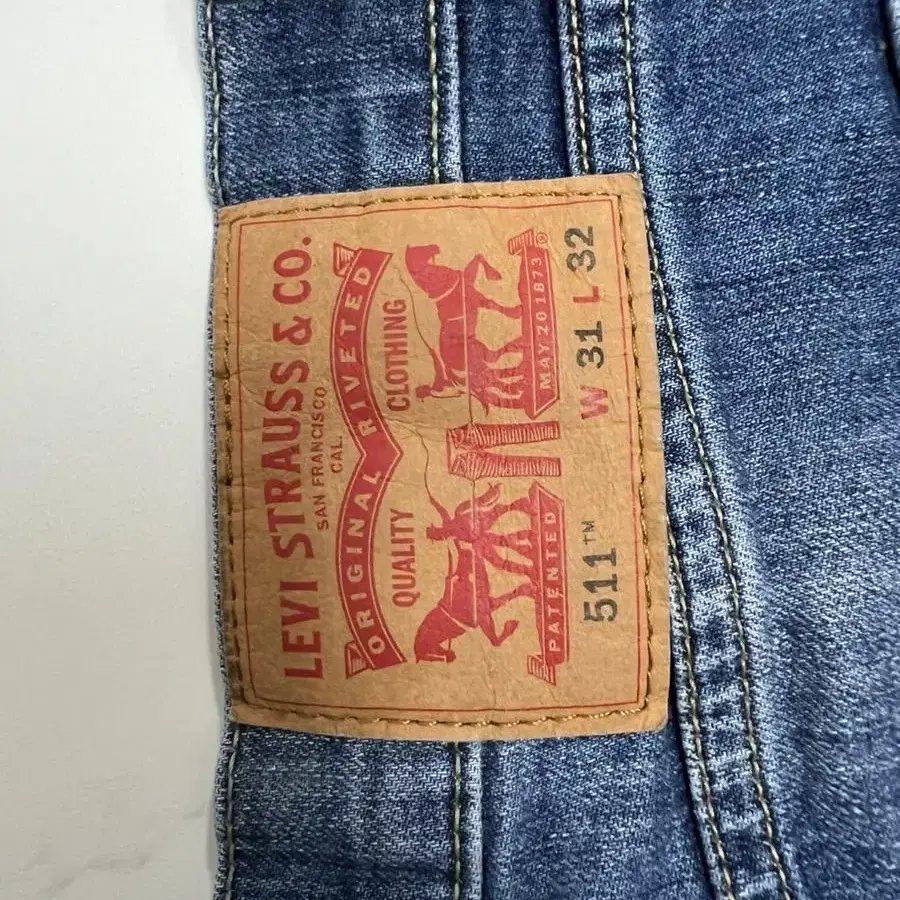 LEVI STRAUSS & CO.
SAN FRANCISCO
CAL.
ORIGINAL RIVETED
QUALITY CLOTHING
PATENTED MAY 20 1873 ®
511™ W 31 L 32